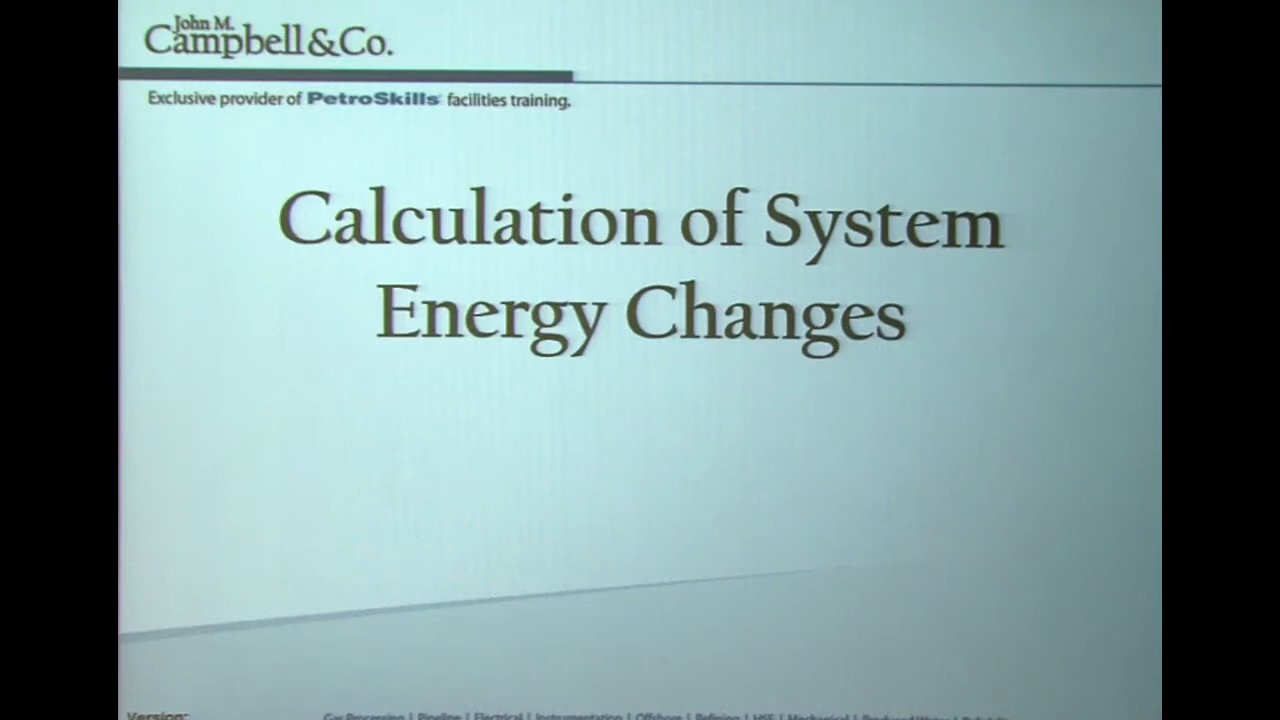 John M.
Campbell & Co.
Exclusive provider of PetroSkills facilities training.
Calculation of System
Energy Changes
Version: